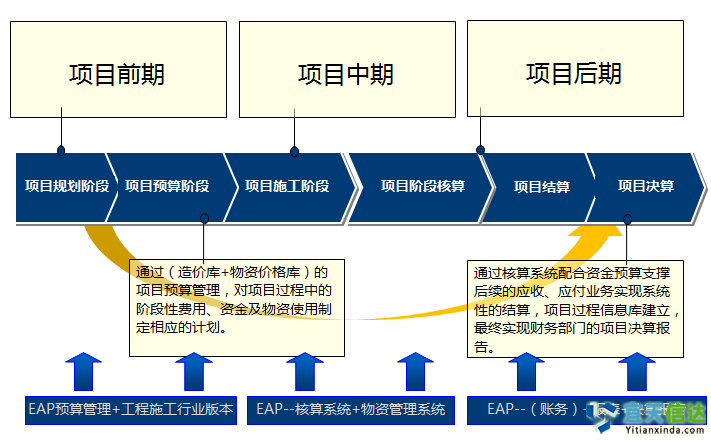 项目前期
项目中期
项目后期
项目规划阶段
项目预算阶段
项目施工阶段
项目阶段核算
项目结算
项目决算
通过（造价库+物资价格库）的
项目预算管理，对项目过程中的
阶段性费用、资金及物资使用制
定相应的计划。
通过核算系统配合资金预算支撑
后续的应收、应付业务实现系统
性的结算，项目过程信息库建立，
最终实现财务部门的项目决算报
告。
EAP预算管理+工程施工行业版本
EAP--核算系统+物资管理系统
EAP--（账务）
壹天信达
Yitianxinda.com